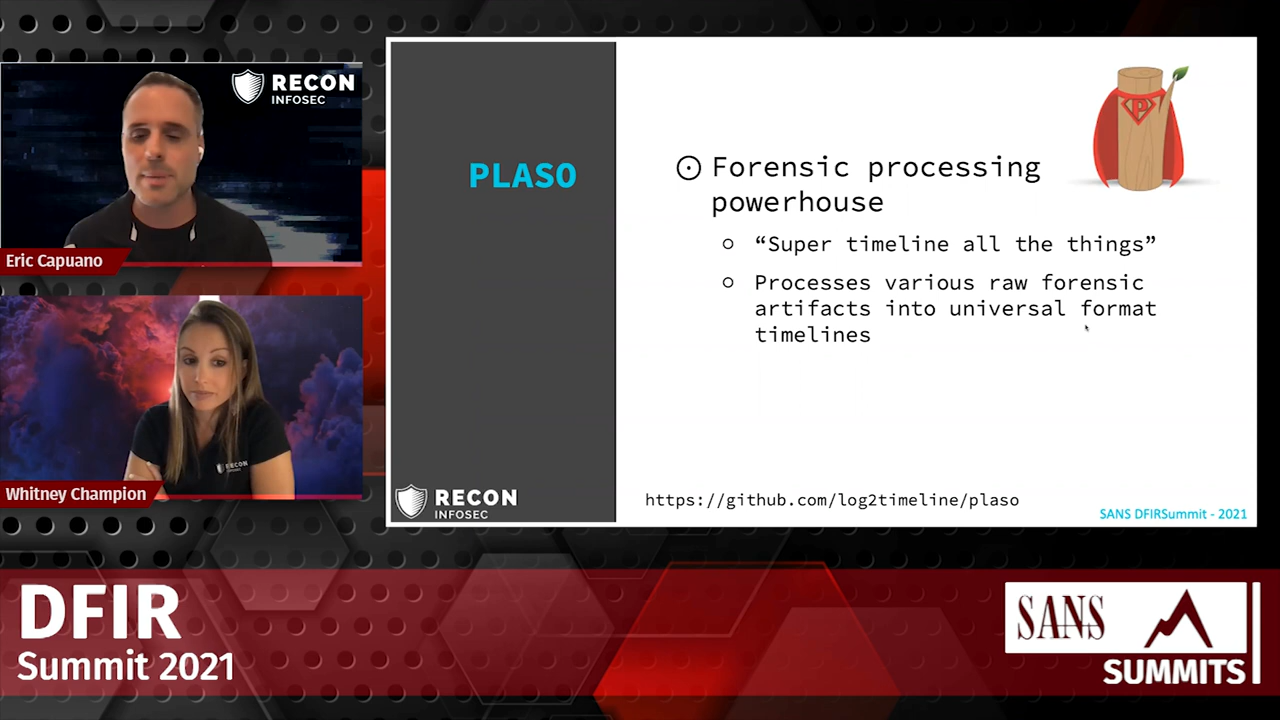 RECON
INFOSEC
Eric Capuano
RECON
Whitney Champion
PLASO
P
Forensic processing
powerhouse
“Super timeline all the things”
Processes various raw forensic
artifacts into universal format
timelines
RECON
INFOSEC
https://github.com/log2timeline/plaso
SANS DFIRSummit - 2021
DFIR
Summit 2021
SANS
SUMMITS